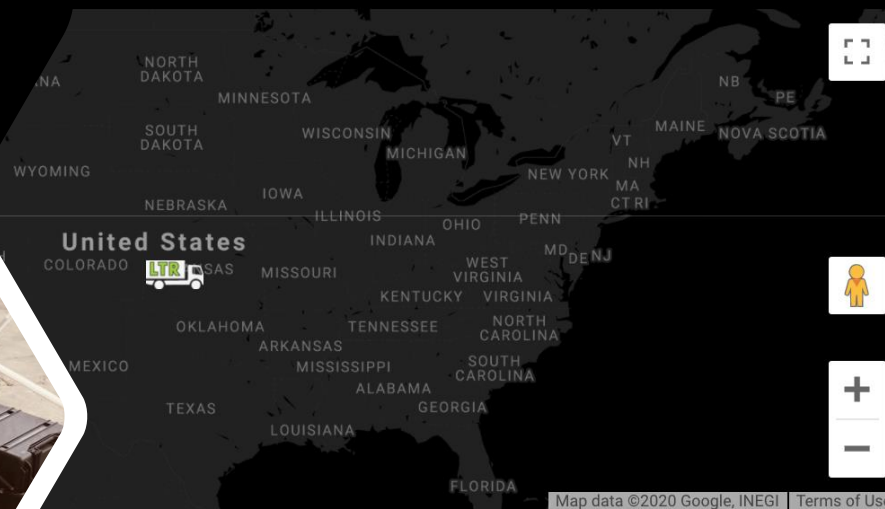 NORTH
DAKOTA
NA
MINNESOTA
NB
PE
SOUTH
DAKOTA
WISCONSIN
MICHIGAN
VT
MAINE
NOVA SCOTIA
WYOMING
NEW YORK
NH
MA
NEBRASKA
IOWA
CT RI
ILLINOIS
OHIO
PENN
United States
INDIANA
MD
DE
NJ
COLORADO
LTR
SAS
MISSOURI
WEST
VIRGINIA
KENTUCKY
VIRGINIA
OKLAHOMA
TENNESSEE
NORTH
CAROLINA
ARKANSAS
MEXICO
MISSISSIPPI
SOUTH
CAROLINA
ALABAMA
TEXAS
GEORGIA
LOUISIANA
FLORIDA
Map data ©2020 Google, INEGI
Terms of Us